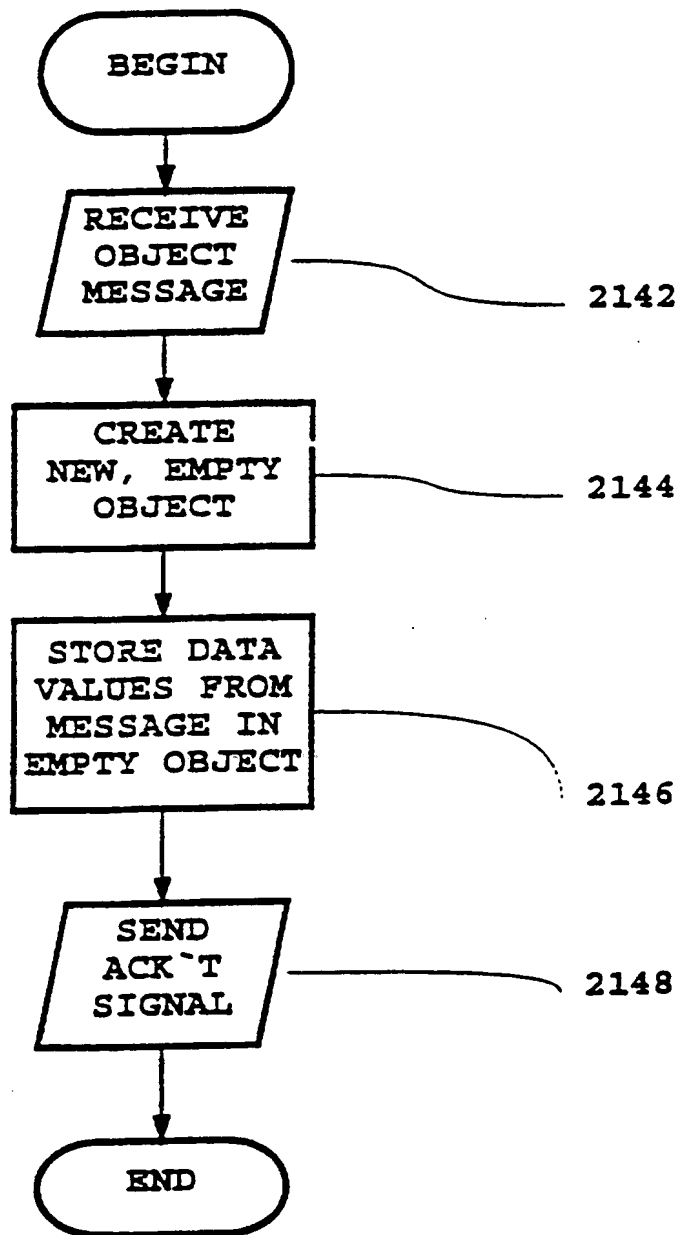 BEGIN
RECEIVE
OBJECT
MESSAGE
2142
CREATE
NEW, EMPTY
OBJECT
2144
STORE DATA
VALUES FROM
MESSAGE IN
EMPTY OBJECT
2146
SEND
ACK`T
SIGNAL
2148
END